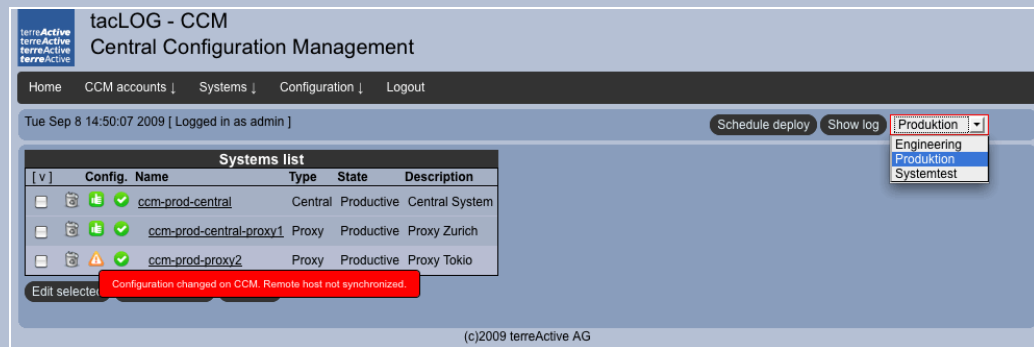 terreActive
terreActive
terreActive
terreActive
tacLOG - CCM
Central Configuration Management
Home CCM accounts ↓ Systems ↓ Configuration ↓ Logout
Tue Sep 8 14:50:07 2009 [ Logged in as admin ]
Schedule deploy Show log Produktion
Engineering
Produktion
Systemtest
Systems list
[ v ] Config. Name Type State Description
ccm-prod-central Central Productive Central System
ccm-prod-central-proxy1 Proxy Productive Proxy Zurich
ccm-prod-proxy2 Proxy Productive Proxy Tokio
Configuration changed on CCM. Remote host not synchronized.
Edit selected
(c)2009 terreActive AG